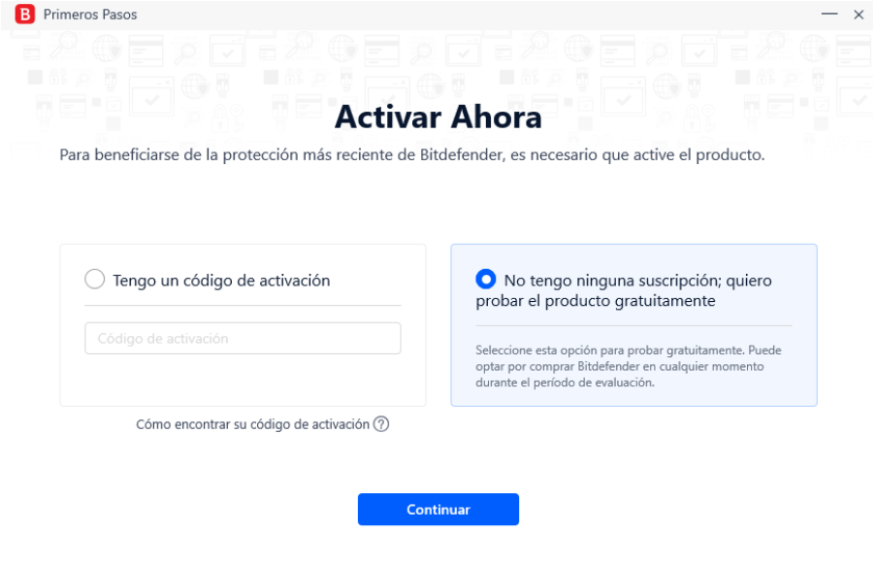 B Primeros Pasos
Activar Ahora
Para beneficiarse de la protección más reciente de Bitdefender, es necesario que active el producto.
Tengo un código de activación
Código de activación
Cómo encontrar su código de activación ?
No tengo ninguna suscripción; quiero
probar el producto gratuitamente
Seleccione esta opción para probar gratuitamente. Puede
optar por comprar Bitdefender en cualquier momento
durante el período de evaluación.
Continuar